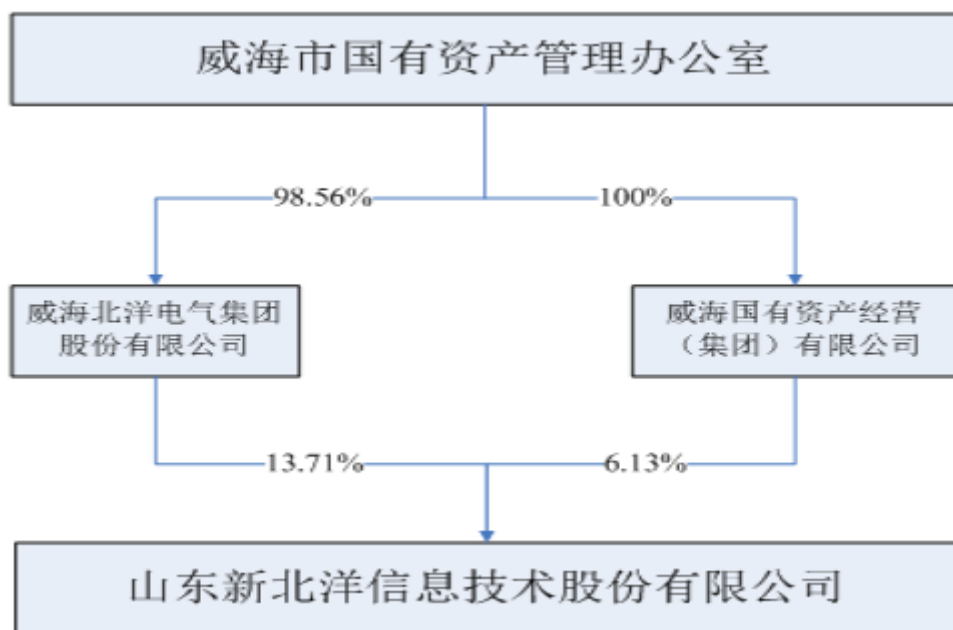 威海市国有资产管理办公室
98.56%
100%
威海北洋电气集团
股份有限公司
威海国有资产经营
（集团）有限公司
13.71%
6.13%
山东新北洋信息技术股份有限公司